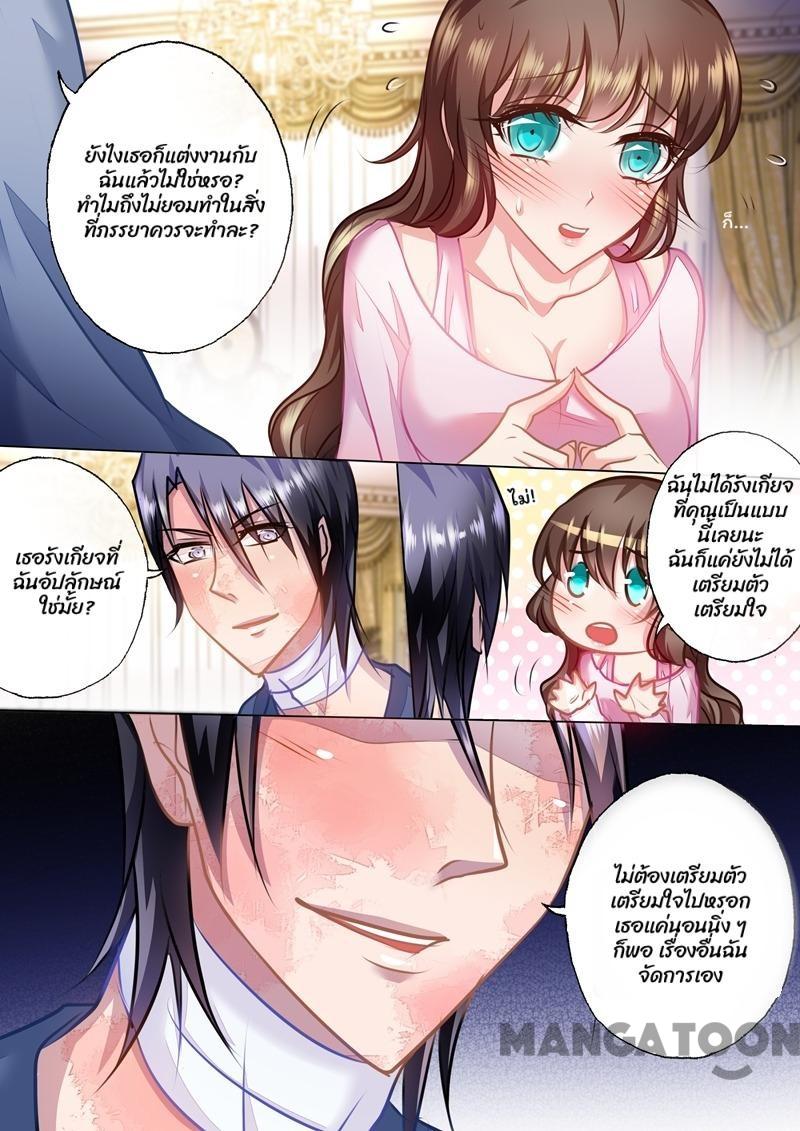 ยังไงเธอก็แต่งงานกับ
ฉันแล้วไม่ใช่หรอ?
ทำไมถึงไม่ยอมทำในสิ่ง
ที่ภรรยาควรจะทำละ?
ก็...
เธอรังเกียจที่
ฉันอัปลักษณ์
ใช่มั้ย?
ไม่!
ฉันไม่ได้รังเกียจ
ที่คุณเป็นแบบ
นี้เลยนะ
ฉันก็แค่ยังไม่ได้
เตรียมตัว
เตรียมใจ
ไม่ต้องเตรียมตัว
เตรียมใจไปหรอก
เธอแค่นอนนิ่ง ๆ
ก็พอ เรื่องอื่นฉัน
จัดการเอง
MANGATOON